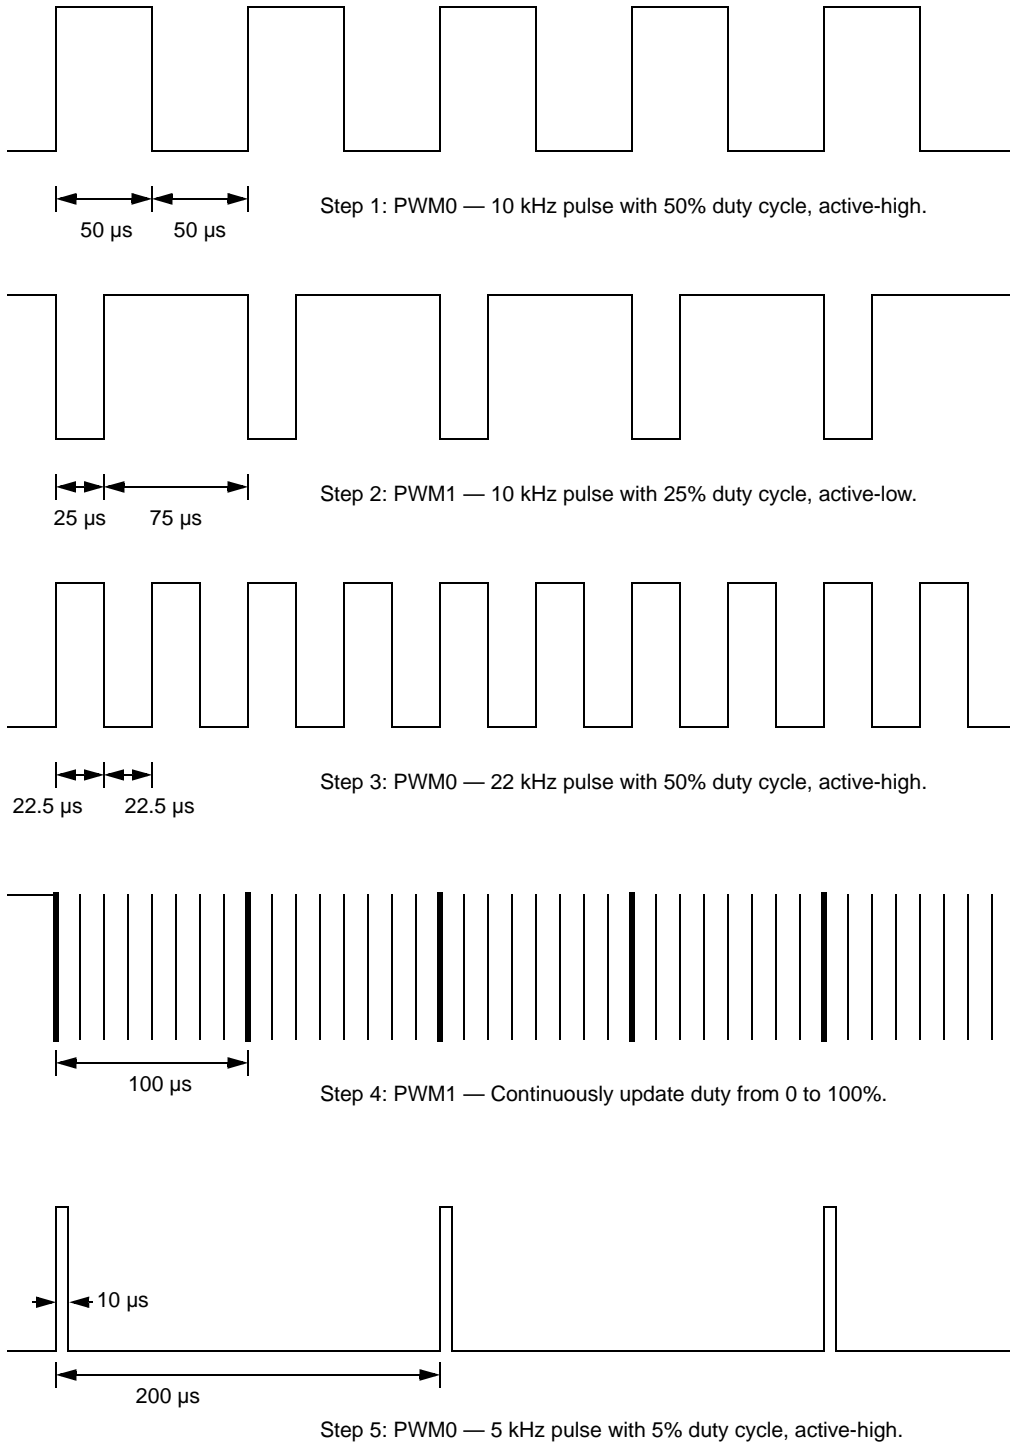 50 µs 50 µs
Step 1: PWM0 — 10 kHz pulse with 50% duty cycle, active-high.
25 µs 75 µs
Step 2: PWM1 — 10 kHz pulse with 25% duty cycle, active-low.
22.5 µs 22.5 µs
Step 3: PWM0 — 22 kHz pulse with 50% duty cycle, active-high.
100 µs
Step 4: PWM1 — Continuously update duty from 0 to 100%.
10 µs
200 µs
Step 5: PWM0 — 5 kHz pulse with 5% duty cycle, active-high.